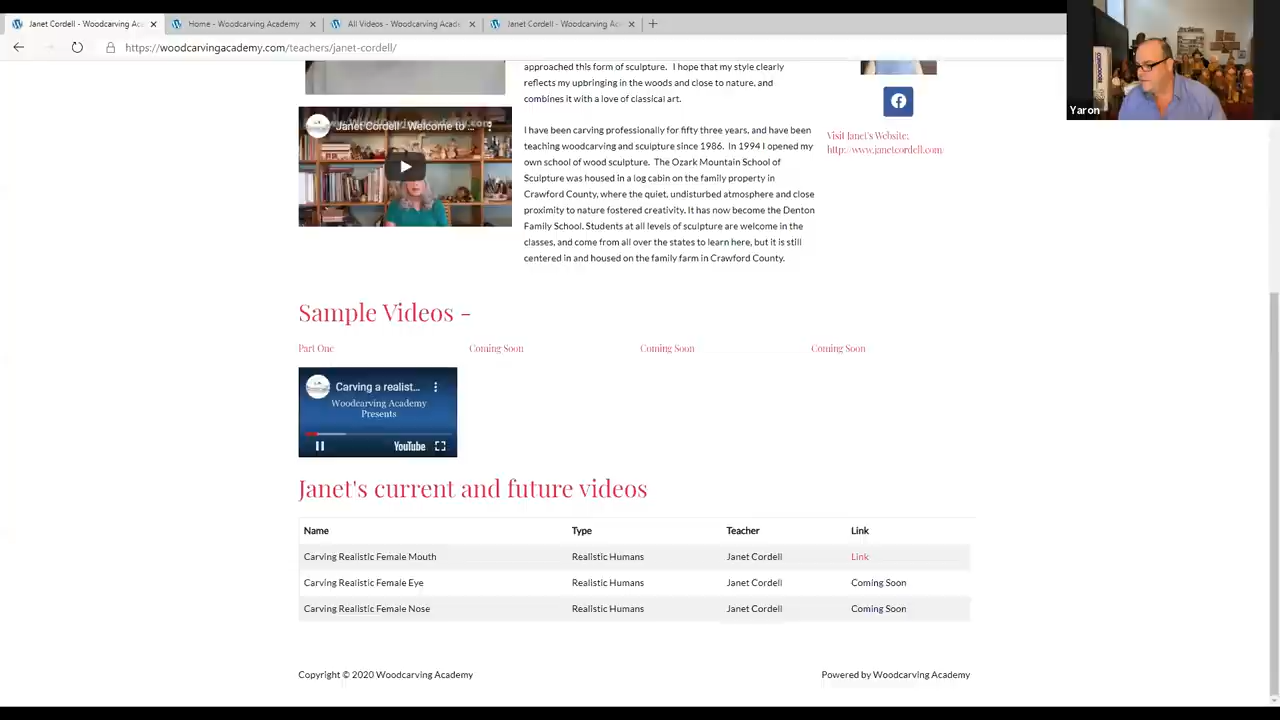 Janet Cordell - Woodcarving Aca
Home - Woodcarving Academy
All Videos - Woodcarving Acade
Janet Cordell - Woodcarving Aca
https://woodcarvingacademy.com/teachers/janet-cordell/
Yaron
approached this form of sculpture. I hope that my style clearly
reflects my upbringing in the woods and close to nature, and
combines it with a love of classical art.
Janet Cordell - Welcome to ...
I have been carving professionally for fifty three years, and have been
teaching woodcarving and sculpture since 1986. In 1994 I opened my
own school of wood sculpture. The Ozark Mountain School of
Sculpture was housed in a log cabin on the family property in
Crawford County, where the quiet, undisturbed atmosphere and close
proximity to nature fostered creativity. It has now become the Denton
Family School. Students at all levels of sculpture are welcome in the
classes, and come from all over the states to learn here, but it is still
centered in and housed on the family farm in Crawford County.
Visit Janet's Website:
http://www.janetcordell.com/
Sample Videos -
Part One
Coming Soon
Coming Soon
Coming Soon
Carving a realist...
Woodcarving Academy
Presents
YouTube
Janet's current and future videos
Name Type Teacher Link
Carving Realistic Female Mouth Realistic Humans Janet Cordell Link
Carving Realistic Female Eye Realistic Humans Janet Cordell Coming Soon
Carving Realistic Female Nose Realistic Humans Janet Cordell Coming Soon
Copyright © 2020 Woodcarving Academy
Powered by Woodcarving Academy